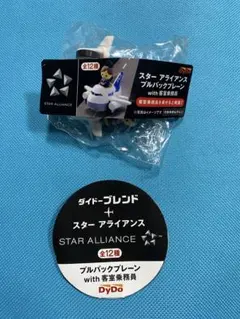 DyDo
全12種
スター アライアンス
プルバックプレーン
with 客室乗務員
STAR ALLIANCE
ダイドーブレンド
+
スター アライアンス
STAR ALLIANCE
全12種
プルバックプレーン
with 客室乗務員
DyDo